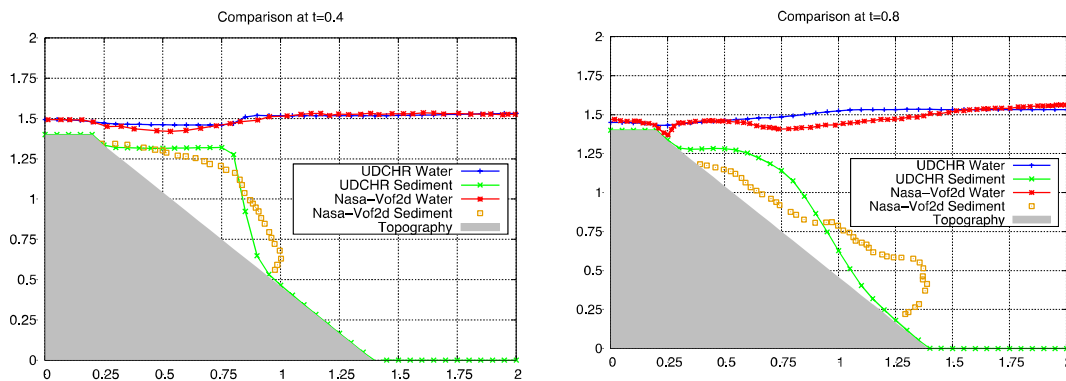 Comparison at t=0.4
2
1.75
1.5
1.25
1
0.75
0.5
0.25
0
0 0.25 0.5 0.75 1 1.25 1.5 1.75 2
UDCHR Water
UDCHR Sediment
Nasa-Vof2d Water
Nasa-Vof2d Sediment
Topography
Comparison at t=0.8
2
1.75
1.5
1.25
1
0.75
0.5
0.25
0
0 0.25 0.5 0.75 1 1.25 1.5 1.75 2
UDCHR Water
UDCHR Sediment
Nasa-Vof2d Water
Nasa-Vof2d Sediment
Topography